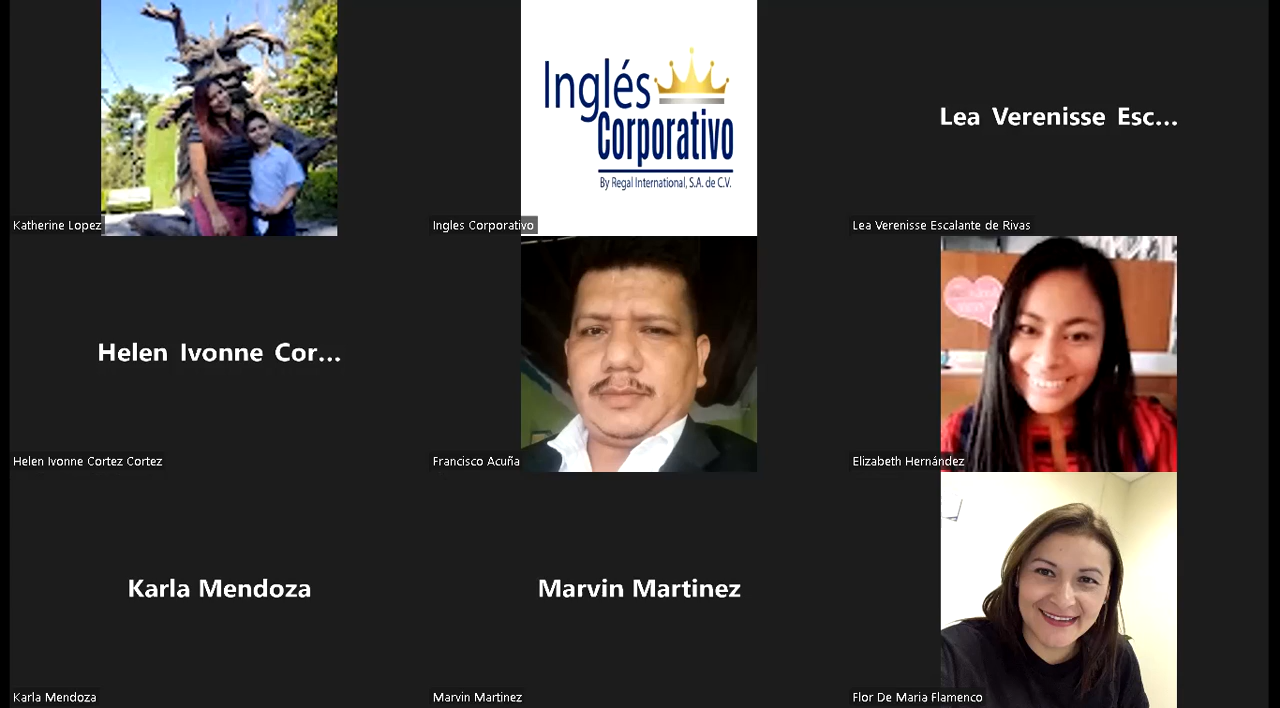 Katherine Lopez
Inglés
Corporativo
By Regal International, S.A. de C.V.
Ingles Corporativo
Lea Verenisse Esc...
Lea Verenisse Escalante de Rivas
Helen Ivonne Cor...
Helen Ivonne Cortez Cortez
Francisco Acuña
Elizabeth Hernández
Karla Mendoza
Karla Mendoza
Marvin Martinez
Marvin Martinez
Flor De Maria Flamenco